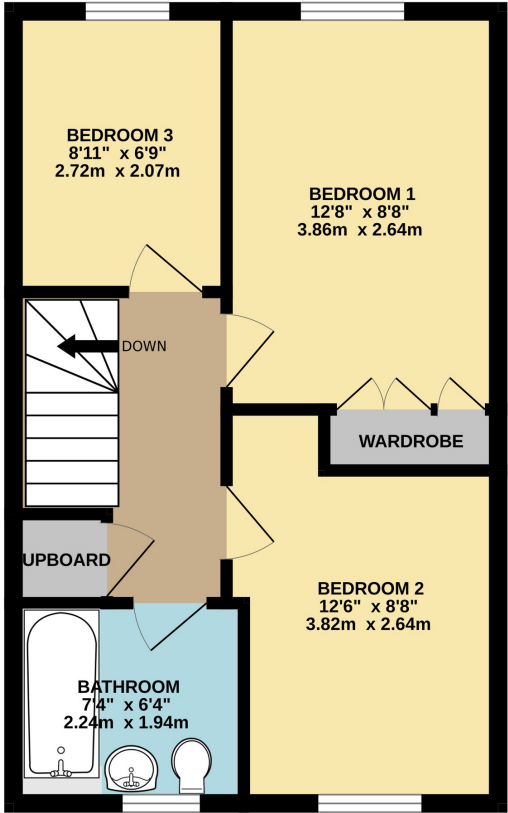 BEDROOM 3
8'11" x 6'9"
2.72m x 2.07m
BEDROOM 1
12'8" x 8'8"
3.86m x 2.64m
DOWN
WARDROBE
UPBOARD
BEDROOM 2
12'6" x 8'8"
3.82m x 2.64m
BATHROOM
7'4" x 6'4"
2.24m x 1.94m